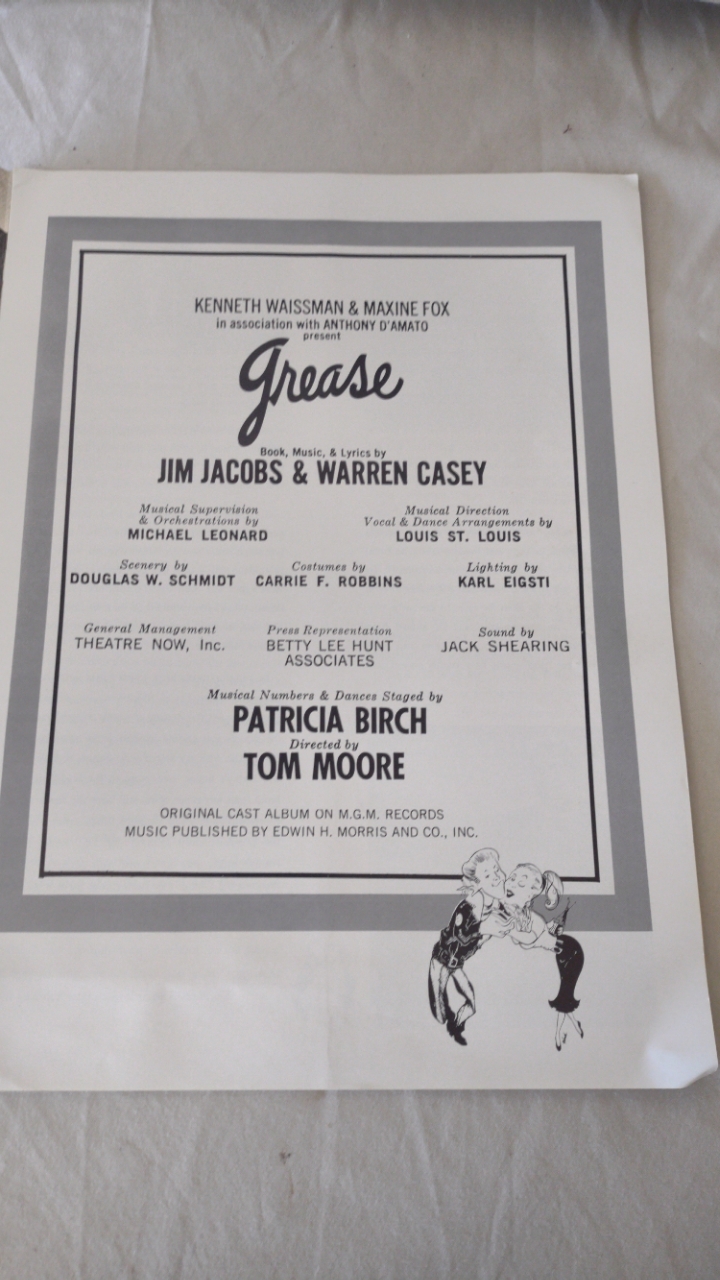 KENNETH WAISSMAN & MAXINE FOX
in association with ANTHONY D'AMATO
present
Grease
Book, Music, & Lyrics by
JIM JACOBS & WARREN CASEY
Musical Supervision
& Orchestrations by
MICHAEL LEONARD
Musical Direction
Vocal & Dance Arrangements by
LOUIS ST. LOUIS
Scenery by
DOUGLAS W. SCHMIDT
Costumes by
CARRIE F. ROBBINS
Lighting by
KARL EIGSTI
General Management
THEATRE NOW, Inc.
Press Representation
BETTY LEE HUNT
ASSOCIATES
Sound by
JACK SHEARING
Musical Numbers & Dances Staged by
PATRICIA BIRCH
Directed by
TOM MOORE
ORIGINAL CAST ALBUM ON M.G.M. RECORDS
MUSIC PUBLISHED BY EDWIN H. MORRIS AND CO., INC.